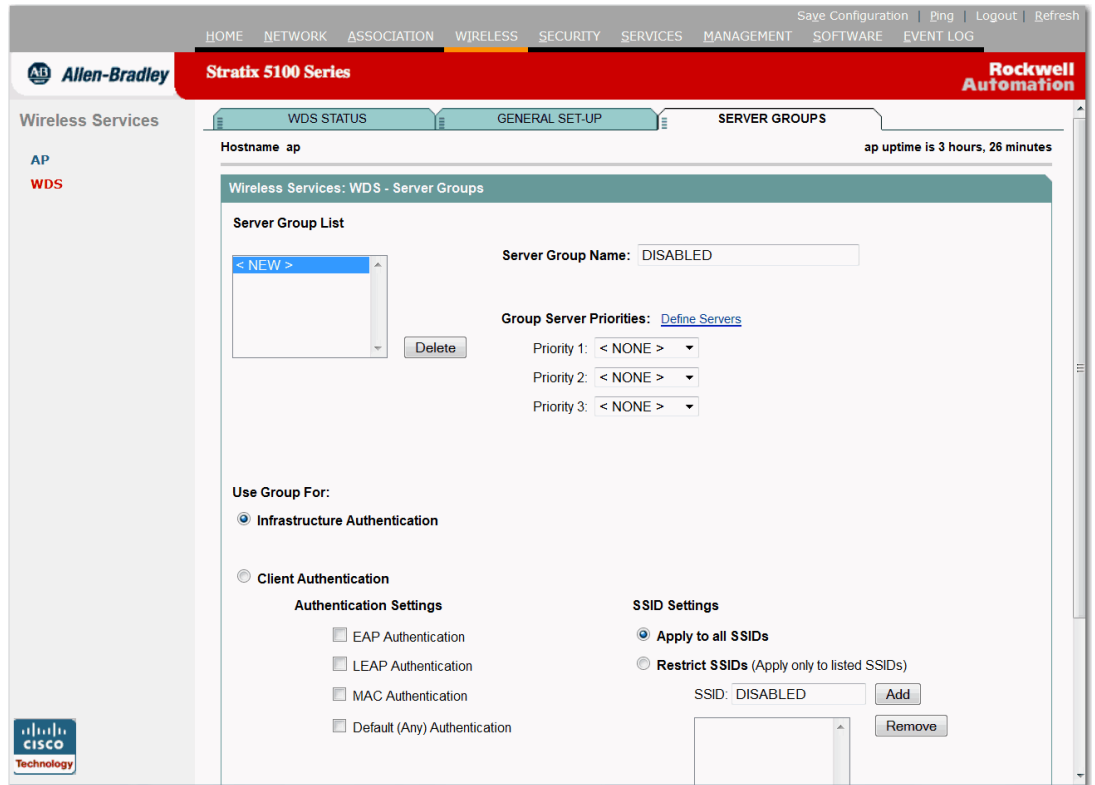 Save Configuration | Ping | Logout | Refresh
HOME NETWORK ASSOCIATION WIRELESS SECURITY SERVICES MANAGEMENT SOFTWARE EVENT LOG
AB Allen-Bradley
Stratix 5100 Series
Rockwell
Automation
Wireless Services
AP
WDS
WDS STATUS GENERAL SET-UP SERVER GROUPS
Hostname ap
ap uptime is 3 hours, 26 minutes
Wireless Services: WDS - Server Groups
Server Group List
< NEW >
Delete
Server Group Name: DISABLED
Group Server Priorities: Define Servers
Priority 1: < NONE >
Priority 2: < NONE >
Priority 3: < NONE >
Use Group For:
Infrastructure Authentication
Client Authentication
Authentication Settings
EAP Authentication
LEAP Authentication
MAC Authentication
Default (Any) Authentication
SSID Settings
Apply to all SSIDs
Restrict SSIDs (Apply only to listed SSIDs)
SSID: DISABLED Add
Remove
CISCO
Technology